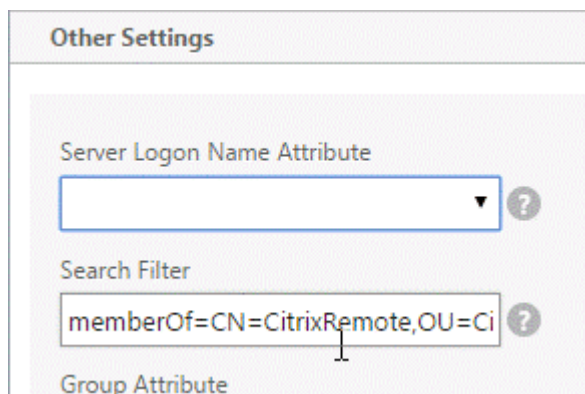 Other Settings
Server Logon Name Attribute
Search Filter
memberOf=CN=CitrixRemote,OU=Ci
Group Attribute